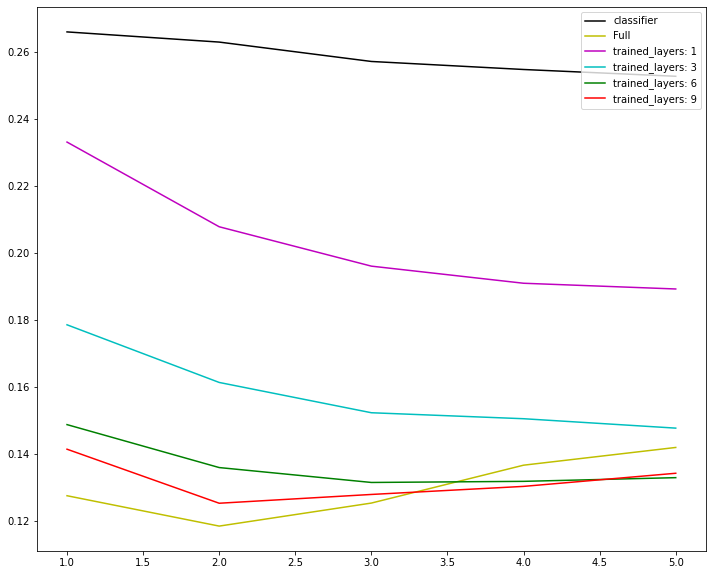 classifier
Full
trained_layers: 1
trained_layers: 3
trained_layers: 6
trained_layers: 9
0.26
0.24
0.22
0.20
0.18
0.16
0.14
0.12
1.0 1.5 2.0 2.5 3.0 3.5 4.0 4.5 5.0